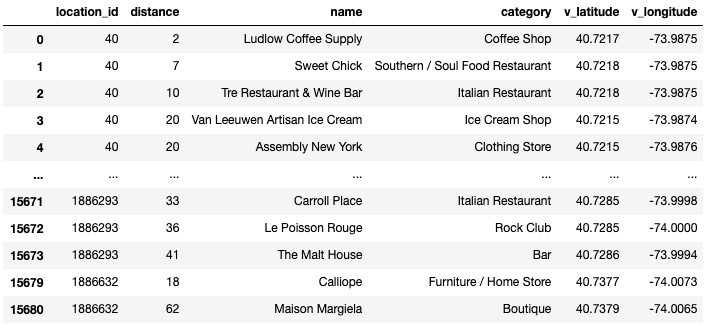 location_id distance name category v_latitude v_longitude
0 40 2 Ludlow Coffee Supply Coffee Shop 40.7217 -73.9875
1 40 7 Sweet Chick Southern / Soul Food Restaurant 40.7218 -73.9875
2 40 10 Tre Restaurant & Wine Bar Italian Restaurant 40.7218 -73.9875
3 40 20 Van Leeuwen Artisan Ice Cream Ice Cream Shop 40.7215 -73.9874
4 40 20 Assembly New York Clothing Store 40.7215 -73.9876
... ... ... ... ... ... ...
15671 1886293 33 Carroll Place Italian Restaurant 40.7285 -73.9998
15672 1886293 36 Le Poisson Rouge Rock Club 40.7285 -74.0000
15673 1886293 41 The Malt House Bar 40.7286 -73.9994
15679 1886632 18 Calliope Furniture / Home Store 40.7377 -74.0073
15680 1886632 62 Maison Margiela Boutique 40.7379 -74.0065